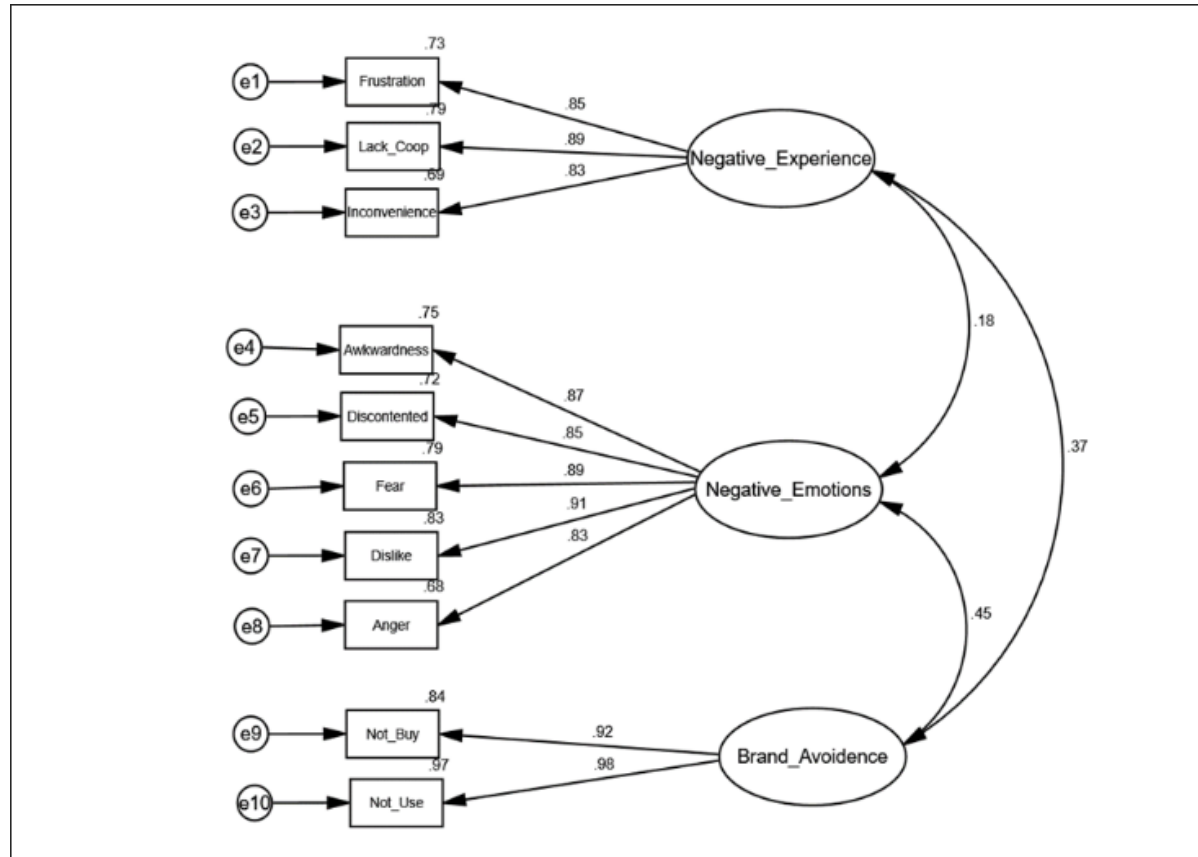 .73
e1
Frustration
.85
.79
e2
Lack_Coop
.89
Negative_Experience
.69
.83
e3
Inconvenience
.18
.75
e4
Awkwardness
.87
.72
e5
Discontented
.85
.37
.79
e6
Fear
.89
Negative_Emotions
.83
.91
e7
Dislike
.83
.68
e8
Anger
.45
.84
e9
Not_Buy
.92
Brand_Avoidence
.97
.98
e10
Not_Use